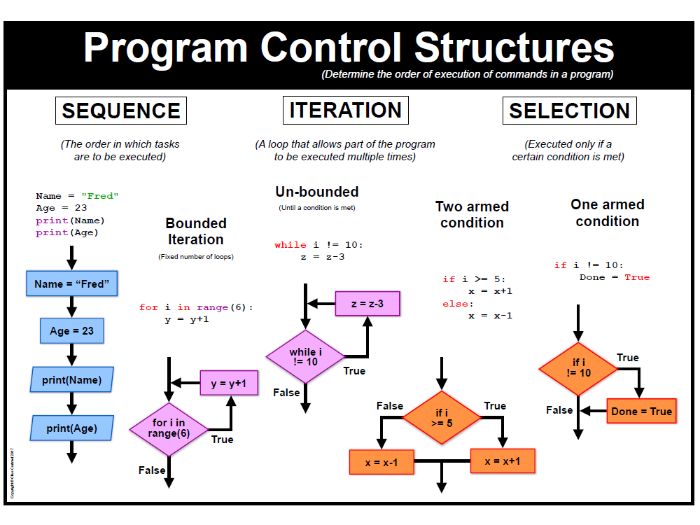 Program Control Structures
(Determine the order of execution of commands in a program)
SEQUENCE
(The order in which tasks
are to be executed)
Name = "Fred"
Age = 23
print(Name)
print(Age)
Name = “Fred”
Age = 23
print(Name)
print(Age)
ITERATION
(A loop that allows part of the program
to be executed multiple times)
Bounded
Iteration
(Fixed number of loops)
for i in range(6):
y = y+1
y = y+1
for i in
range(6)
True
False
Un-bounded
(Until a condition is met)
while i != 10:
z = z-3
z = z-3
while i
!= 10
True
False
SELECTION
(Executed only if a
certain condition is met)
Two armed
condition
if i >= 5:
x = x+1
else:
x = x-1
False
if i
>= 5
True
x = x-1
x = x+1
One armed
condition
if i != 10:
Done = True
if i
!= 10
True
False
Done = True